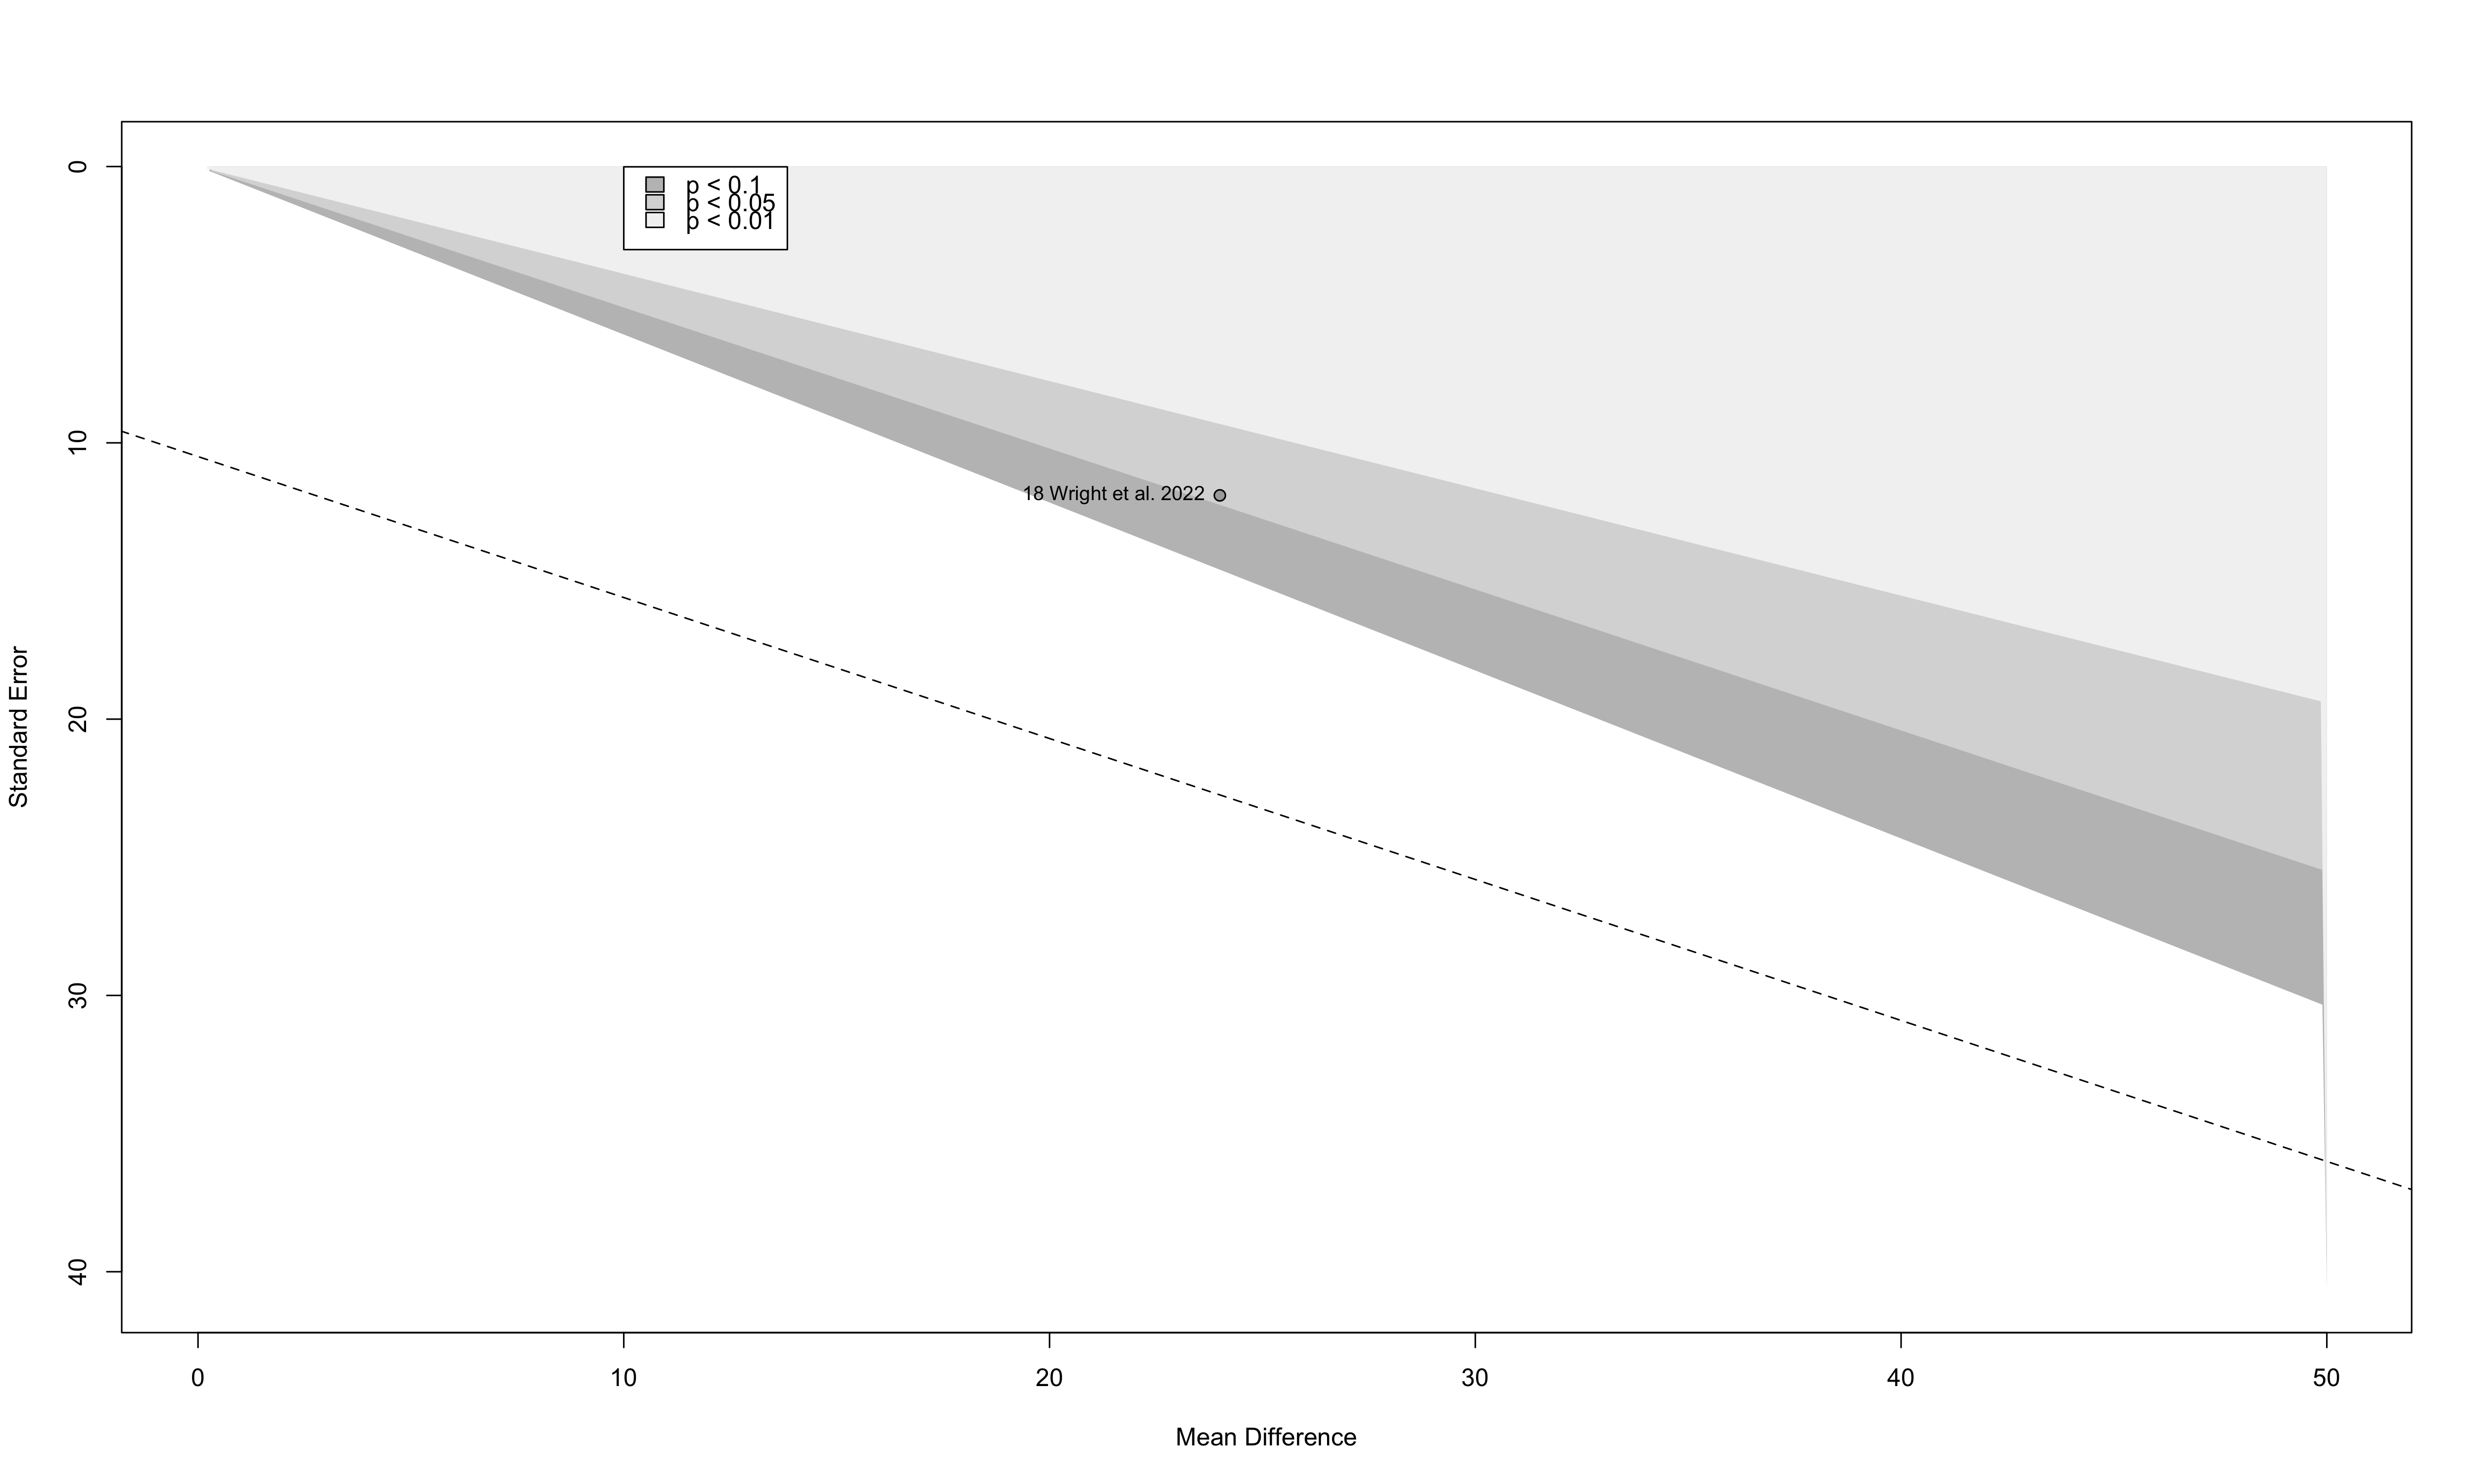 p < 0.1
p < 0.05
p < 0.01
0
10
20
30
40
Standard Error
18 Wright et al. 2022
0 10 20 30 40 50
Mean Difference